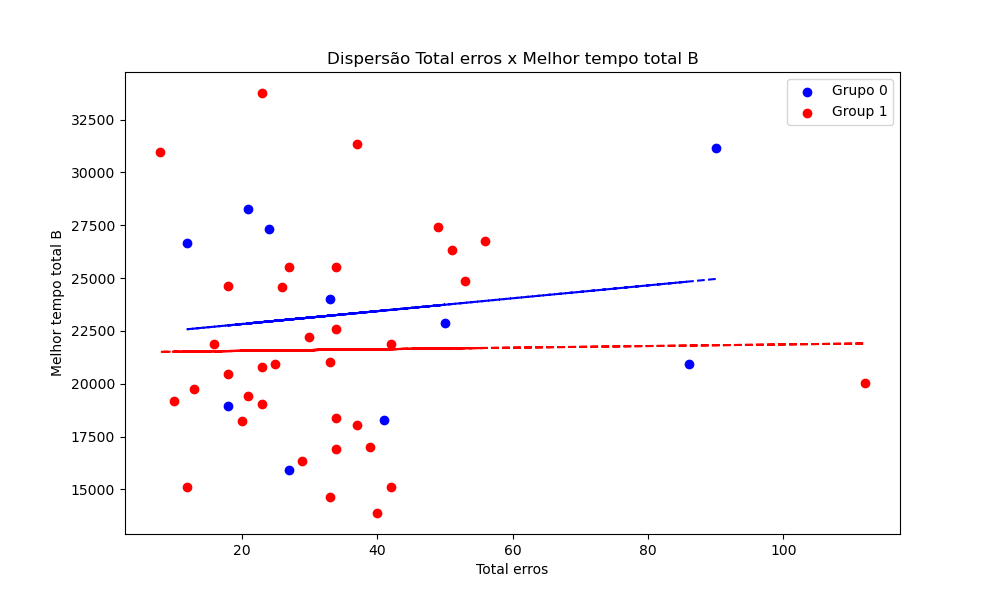 Dispersão Total erros x Melhor tempo total B
Grupo 0
Group 1
Melhor tempo total B
32500
30000
27500
25000
22500
20000
17500
15000
20 40 60 80 100
Total erros